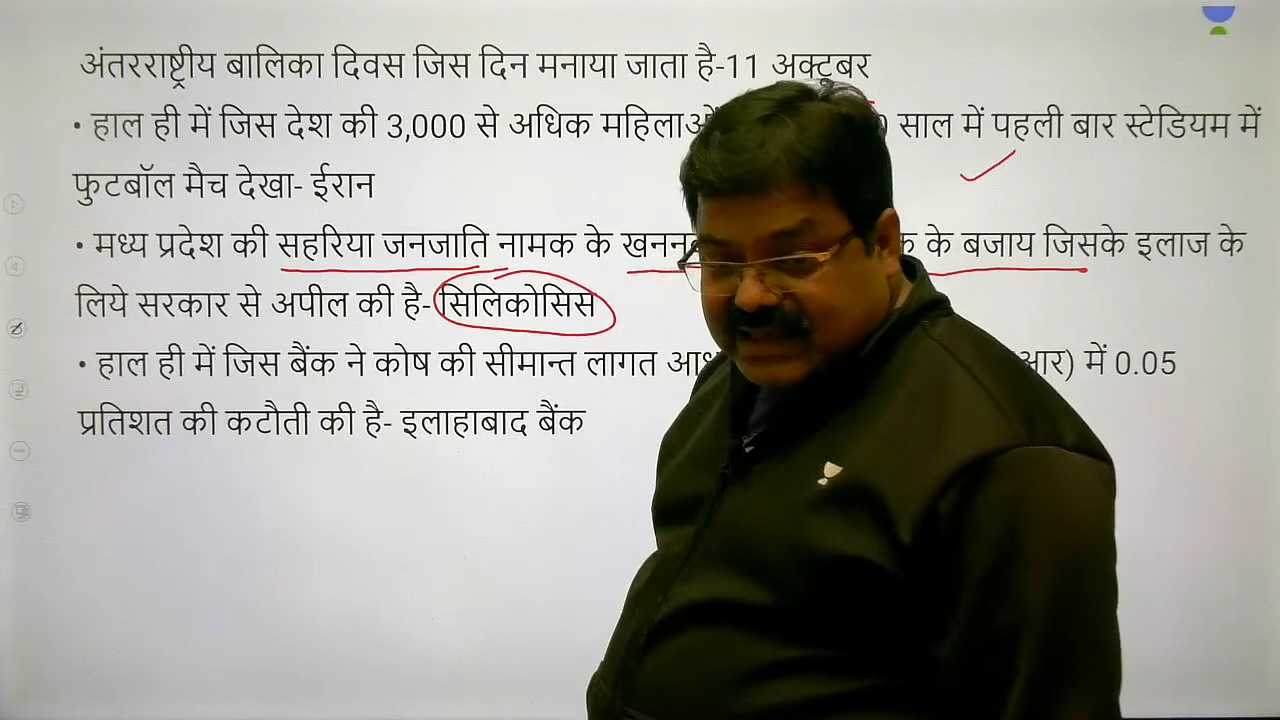 अंतरराष्ट्रीय बालिका दिवस जिस दिन मनाया जाता है-11 अक्टूबर
• हाल ही में जिस देश की 3,000 से अधिक महिलाओं साल में पहली बार स्टेडियम में
फुटबॉल मैच देखा- ईरान
• मध्य प्रदेश की सहरिया जनजाति नामक के के बजाय जिसके इलाज के
लिये सरकार से अपील की है- सिलिकोसिस
• हाल ही में जिस बैंक ने कोष की सीमान्त लागत में 0.05
प्रतिशत की कटौती की है- इलाहाबाद बैंक